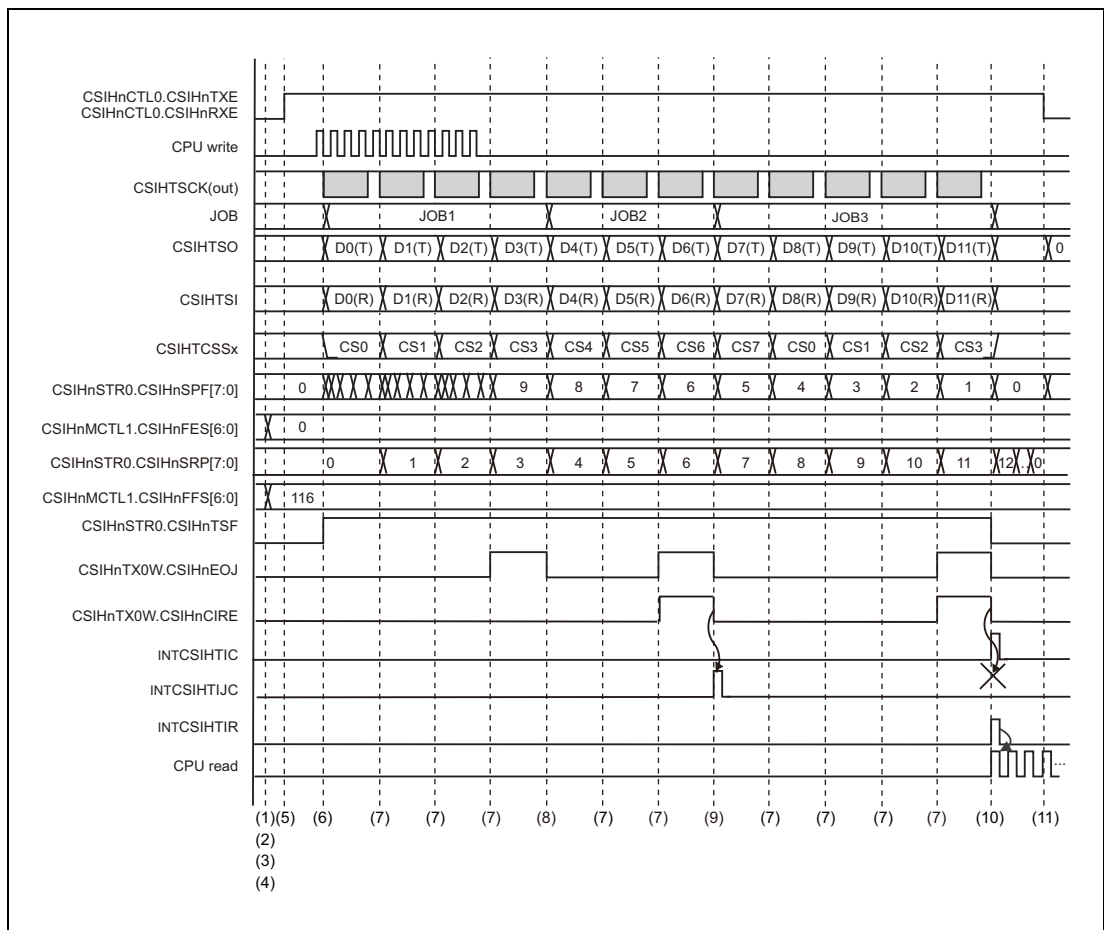 CSIHnCTL0.CSIHnTXE
CSIHnCTL0.CSIHnRXE
CPU write
CSIHTSCK(out)
JOB JOB1 JOB2 JOB3
CSIHTSO D0(T) D1(T) D2(T) D3(T) D4(T) D5(T) D6(T) D7(T) D8(T) D9(T) D10(T) D11(T) 0
CSIHTSI D0(R) D1(R) D2(R) D3(R) D4(R) D5(R) D6(R) D7(R) D8(R) D9(R) D10(R) D11(R)
CSIHTCSSx CS0 CS1 CS2 CS3 CS4 CS5 CS6 CS7 CS0 CS1 CS2 CS3
CSIHnSTR0.CSIHnSPF[7:0] 0 9 8 7 6 5 4 3 2 1 0
CSIHnMCTL1.CSIHnFES[6:0] 0
CSIHnSTR0.CSIHnSRP[7:0] 0 1 2 3 4 5 6 7 8 9 10 11 12 .. 0
CSIHnMCTL1.CSIHnFFS[6:0] 116
CSIHnSTR0.CSIHnTSF
CSIHnTX0W.CSIHnEOJ
CSIHnTX0W.CSIHnCIRE
INTCSIHTIC
INTCSIHTIJC
INTCSIHTIR
CPU read ...
(1)(5) (6) (7) (7) (7) (8) (7) (7) (9) (7) (7) (7) (7) (10) (11)
(2)
(3)
(4)